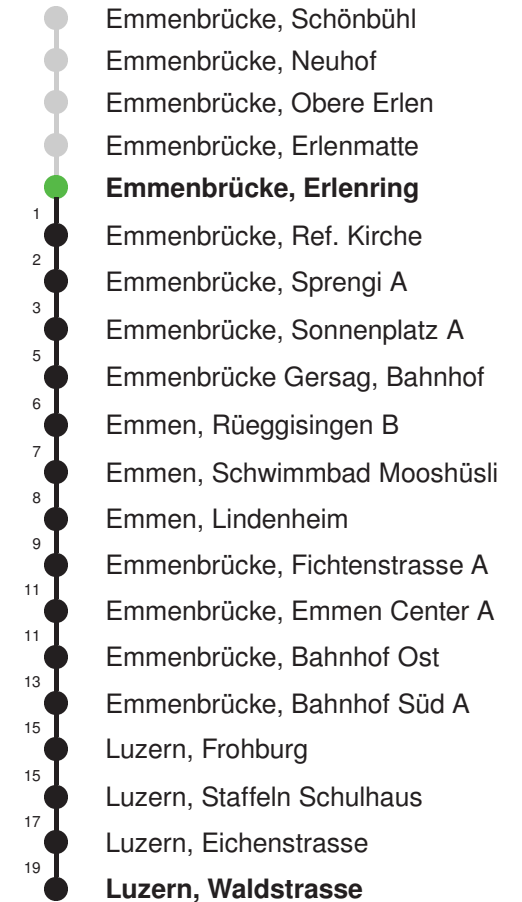 Emmenbrücke, Schönbühl
Emmenbrücke, Neuhof
Emmenbrücke, Obere Erlen
Emmenbrücke, Erlenmatte
Emmenbrücke, Erlenring
1
Emmenbrücke, Ref. Kirche
2
Emmenbrücke, Sprengi A
3
Emmenbrücke, Sonnenplatz A
5
Emmenbrücke Gersag, Bahnhof
6
Emmen, Rüeggisingen B
7
Emmen, Schwimmbad Mooshüsli
8
Emmen, Lindenheim
9
Emmenbrücke, Fichtenstrasse A
11
Emmenbrücke, Emmen Center A
11
Emmenbrücke, Bahnhof Ost
13
Emmenbrücke, Bahnhof Süd A
15
Luzern, Frohburg
15
Luzern, Staffeln Schulhaus
17
Luzern, Eichenstrasse
19
Luzern, Waldstrasse